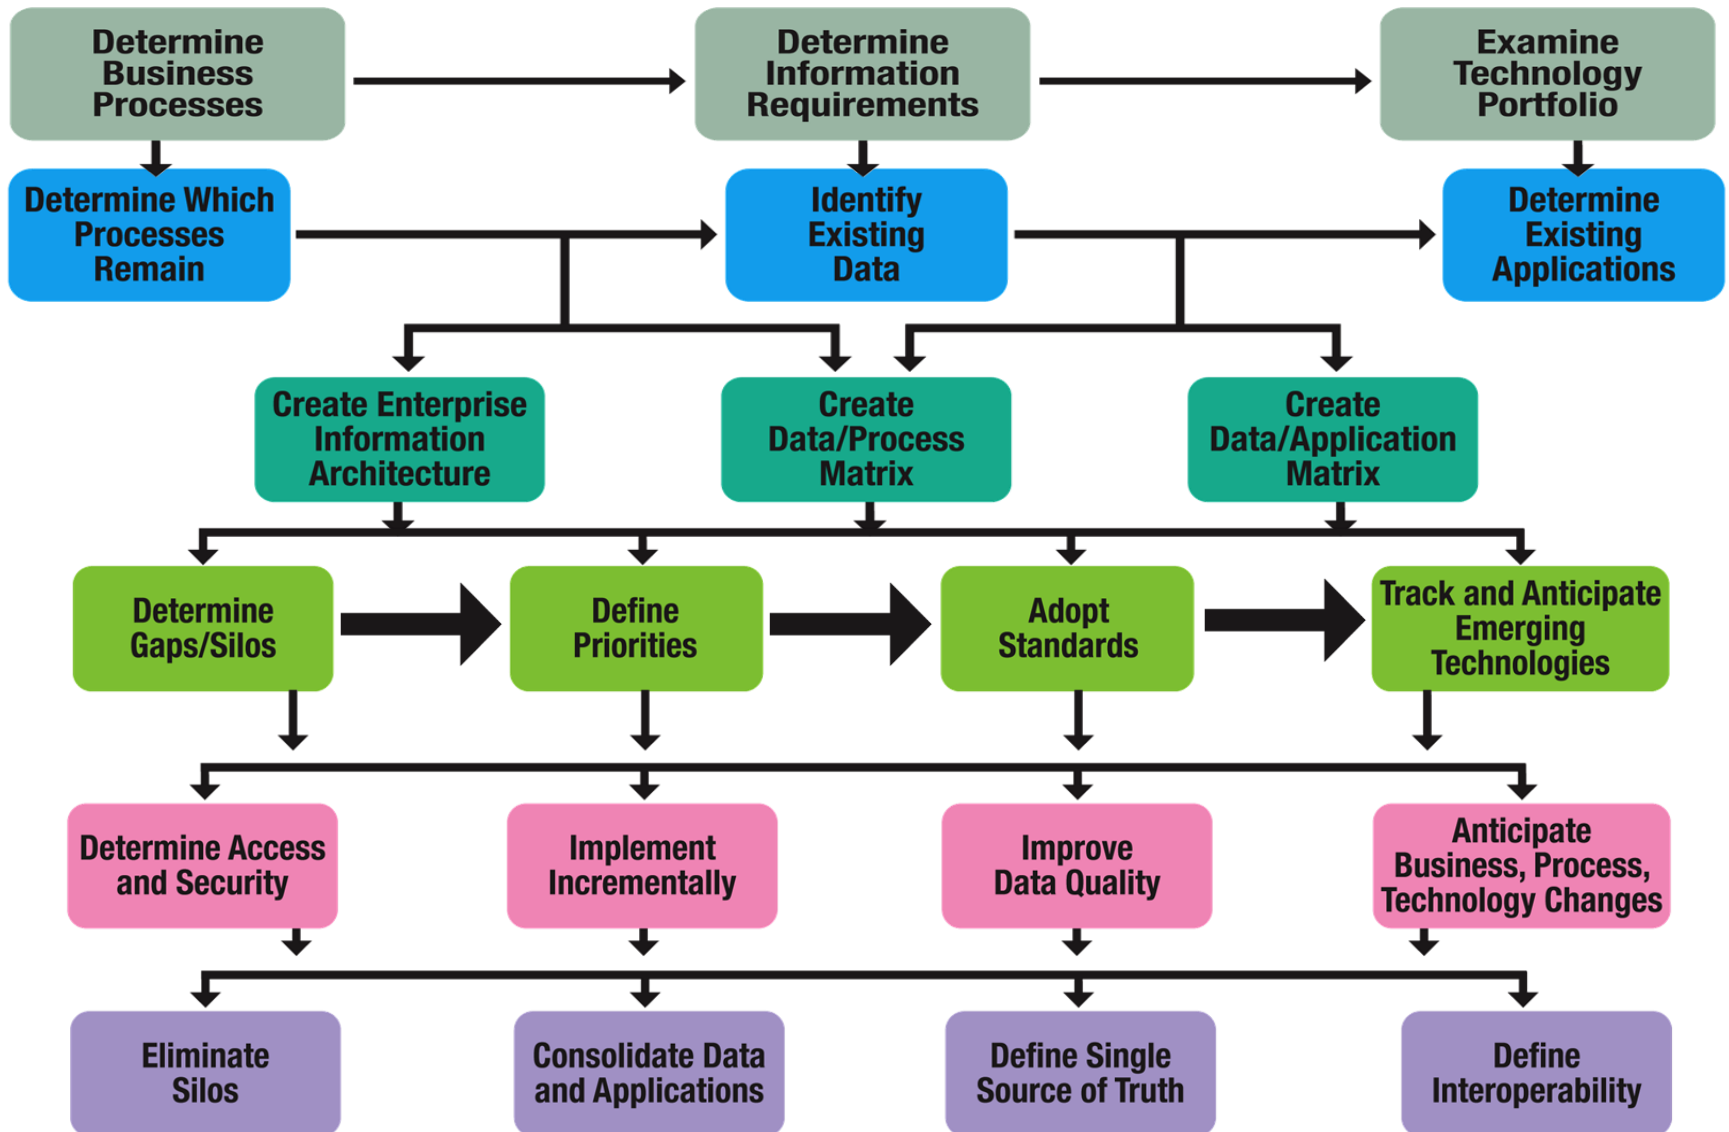 Determine
Business
Processes
Determine
Information
Requirements
Examine
Technology
Portfolio
Determine Which
Processes
Remain
Identify
Existing
Data
Determine
Existing
Applications
Create Enterprise
Information
Architecture
Create
Data/Process
Matrix
Create
Data/Application
Matrix
Determine
Gaps/Silos
Define
Priorities
Adopt
Standards
Track and Anticipate
Emerging
Technologies
Determine Access
and Security
Implement
Incrementally
Improve
Data Quality
Anticipate
Business, Process,
Technology Changes
Eliminate
Silos
Consolidate Data
and Applications
Define Single
Source of Truth
Define
Interoperability